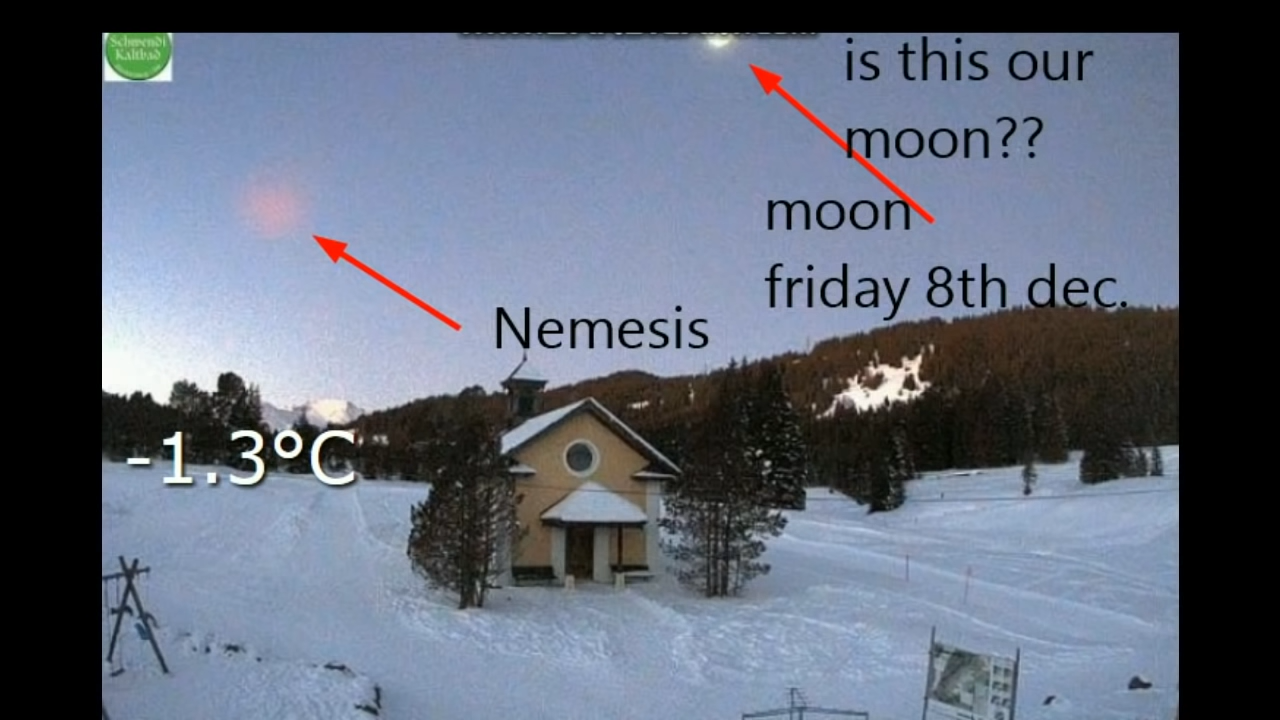 Schwendi
Kaltbad
is this our
moon??
moon
friday 8th dec.
Nemesis
-1.3°C